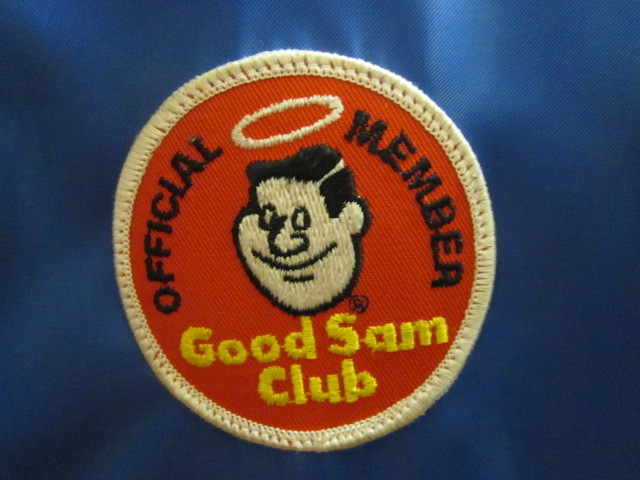 OFFICIAL MEMBER
®
Good Sam
Club